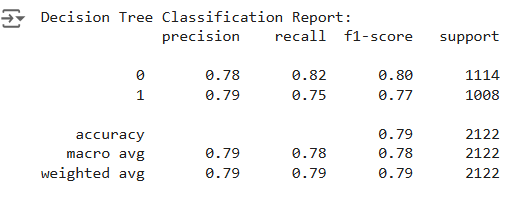 Decision Tree Classification Report:
precision recall f1-score support
0 0.78 0.82 0.80 1114
1 0.79 0.75 0.77 1008
accuracy 0.79 2122
macro avg 0.79 0.78 0.78 2122
weighted avg 0.79 0.79 0.79 2122